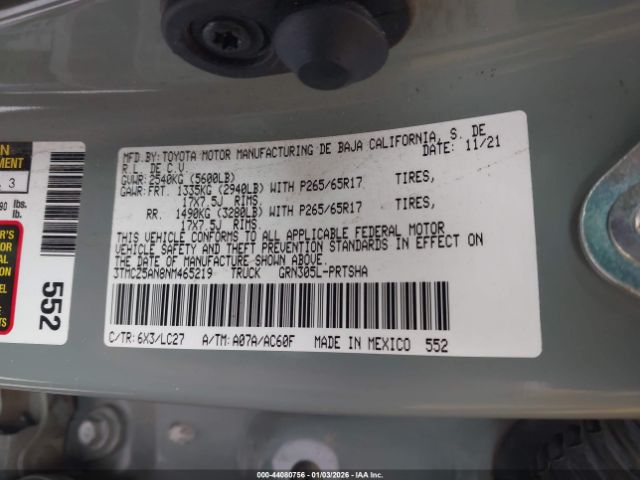 MFD.BY: TOYOTA MOTOR MANUFACTURING DE BAJA CALIFORNIA, S. DE
R. L. DE C.V. DATE: 11/21
GVWR: 2540KG (5600LB)
GAWR: FRT. 1335KG (2940LB) WITH P265/65R17 TIRES,
17X7.5J RIMS,
RR. 1490KG (3280LB) WITH P265/65R17 TIRES,
17X7.5J RIMS.
THIS VEHICLE CONFORMS TO ALL APPLICABLE FEDERAL MOTOR
VEHICLE SAFETY AND THEFT PREVENTION STANDARDS IN EFFECT ON
THE DATE OF MANUFACTURE SHOWN ABOVE.
3TMCZ5AN8NM465219 TRUCK GRN305L-PRTSHA
C/TR: 6X3/LC27 A/TM: A07A/AC60F MADE IN MEXICO 552
552
lbs.
lb.
000-44080756 01/03/2026 IBW CHICAGO